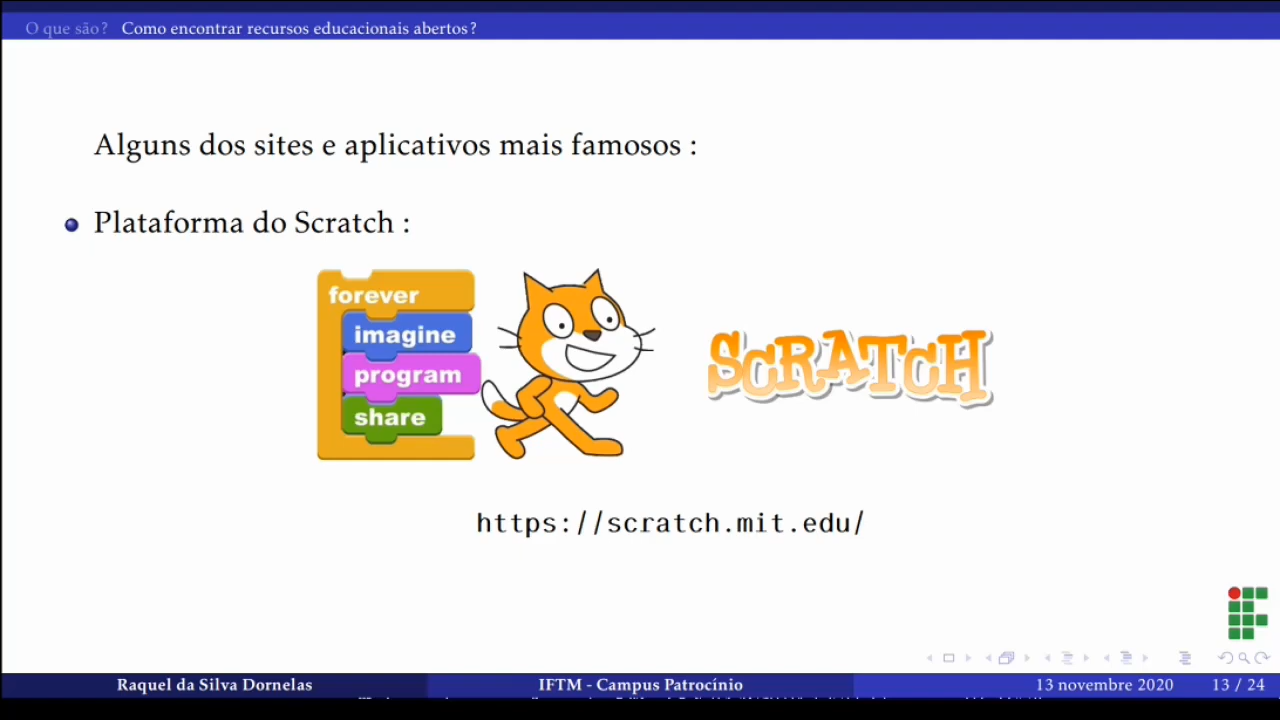 O que são? Como encontrar recursos educacionais abertos?
Alguns dos sites e aplicativos mais famosos :
Plataforma do Scratch :
forever
imagine
program
share
SCRATCH
https://scratch.mit.edu/
Raquel da Silva Dornelas IFTM - Campus Patrocínio 13 novembre 2020 13 / 24